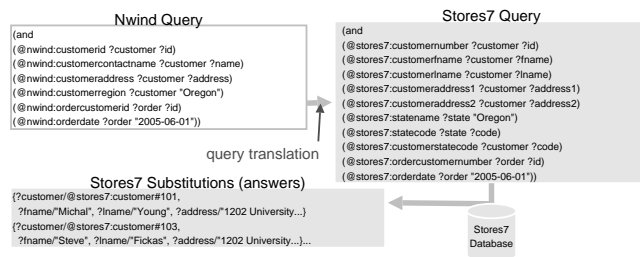 Nwind Query
(and
(@nwind:customerid ?customer ?id)
(@nwind:customercontactname ?customer ?name)
(@nwind:customeraddress ?customer ?address)
(@nwind:customerregion ?customer "Oregon")
(@nwind:ordercustomerid ?order ?id)
(@nwind:orderdate ?order "2005-06-01"))
query translation
Stores7 Query
(and
(@stores7:customernumber ?customer ?id)
(@stores7:customerfname ?customer ?fname)
(@stores7:customerlname ?customer ?lname)
(@stores7:customeraddress1 ?customer ?address1)
(@stores7:customeraddress2 ?customer ?address2)
(@stores7:statename ?state "Oregon")
(@stores7:statecode ?state ?code)
(@stores7:customerstatecode ?customer ?code)
(@stores7:ordercustomernumber ?order ?id)
(@stores7:orderdate ?order "2005-06-01"))
Stores7 Substitutions (answers)
{?customer/@stores7:customer#101,
?fname/"Michal", ?lname/"Young", ?address/"1202 University...}
{?customer/@stores7:customer#103,
?fname/"Steve", ?lname/"Fickas", ?address/"1202 University...}...
Stores7
Database